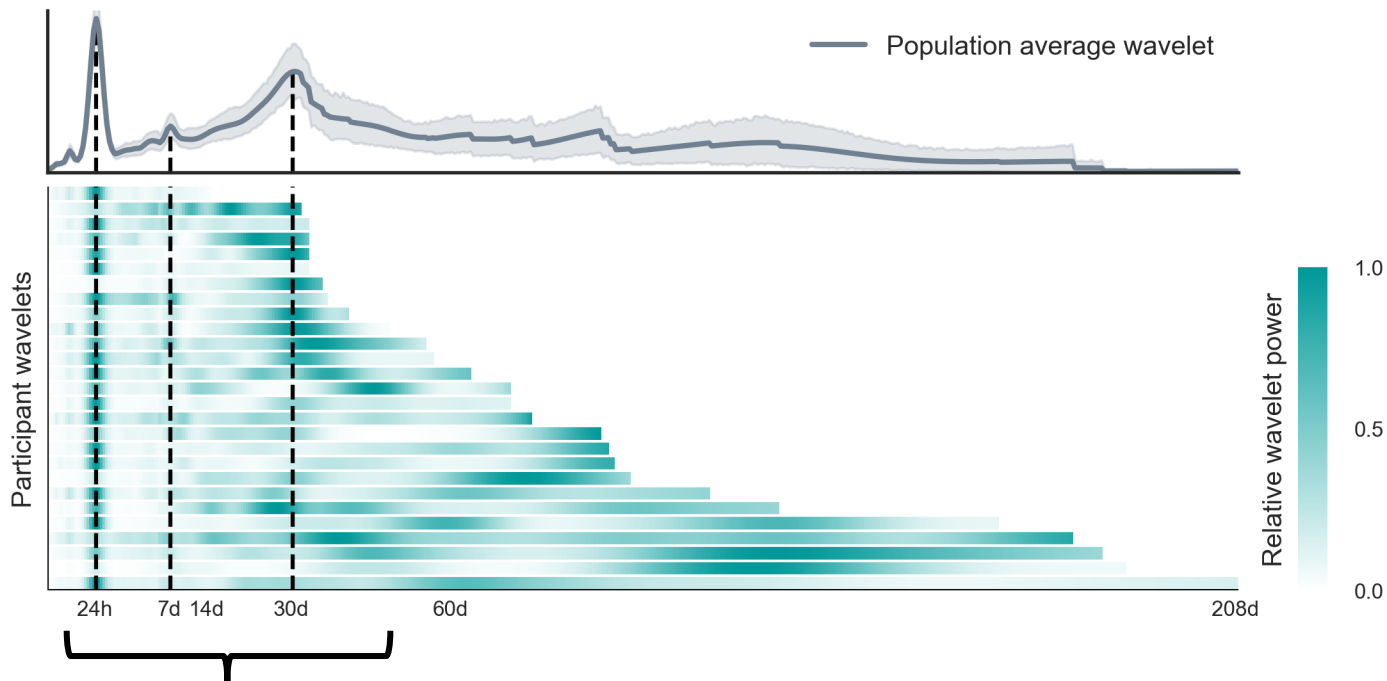 Population average wavelet
Participant wavelets
Relative wavelet power
1.0
0.5
0.0
24h 7d 14d 30d 60d 208d